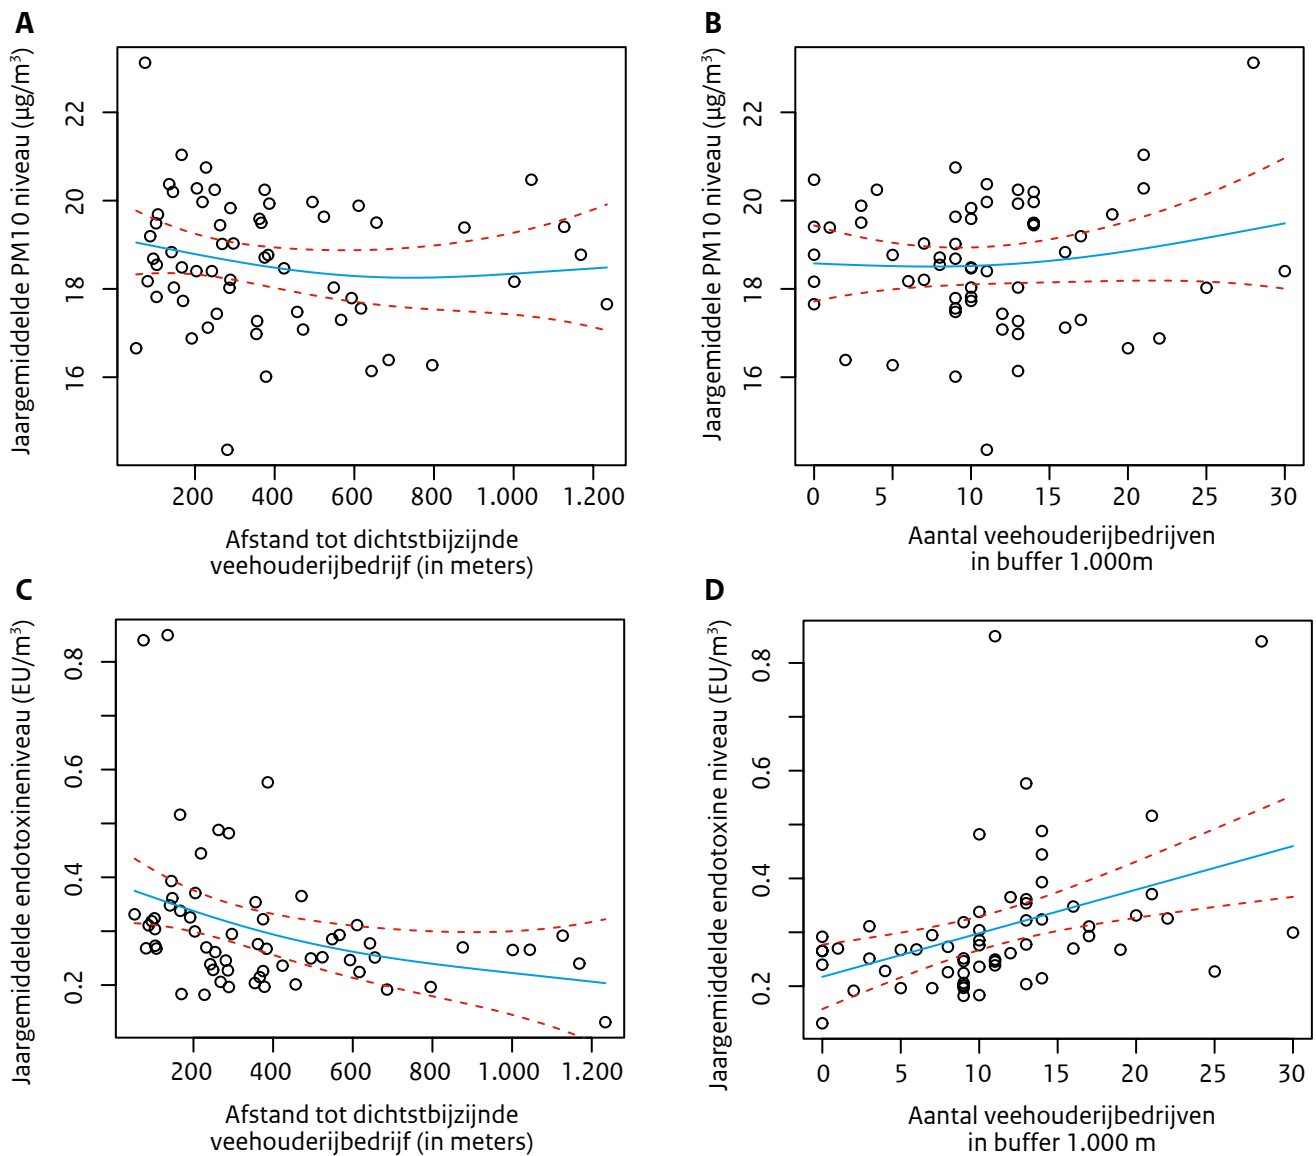 A
Jaargemiddele PM10 niveau (µg/m³)
22
20
18
16
200 400 600 800 1.000 1.200
Afstand tot dichtstbijzijnde
veehouderijbedrijf (in meters)
B
Jaargemiddele PM10 niveau (µg/m³)
22
20
18
16
0 5 10 15 20 25 30
Aantal veehouderijbedrijven
in buffer 1.000m
C
Jaargemiddelde endotoxineniveau (EU/m³)
0.8
0.6
0.4
0.2
200 400 600 800 1.000 1.200
Afstand tot dichtstbijzijnde
veehouderijbedrijf (in meters)
D
Jaargemiddelde endotoxine niveau (EU/m³)
0.8
0.6
0.4
0.2
0 5 10 15 20 25 30
Aantal veehouderijbedrijven
in buffer 1.000 m